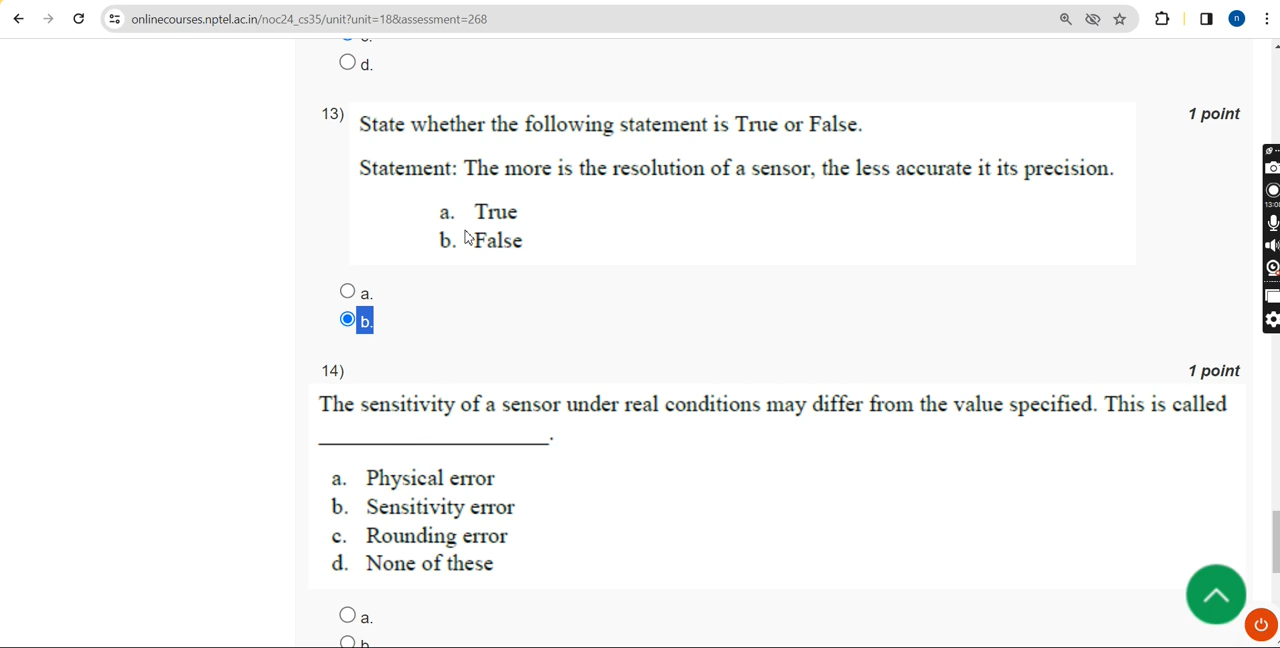 onlinecourses.nptel.ac.in/noc24_cs35/unit?unit=18&assessment=268
n
d.
13)
1 point
State whether the following statement is True or False.
Statement: The more is the resolution of a sensor, the less accurate it its precision.
a. True
b. False
a.
b.
14)
1 point
The sensitivity of a sensor under real conditions may differ from the value specified. This is called
____________________.
a. Physical error
b. Sensitivity error
c. Rounding error
d. None of these
a.
b